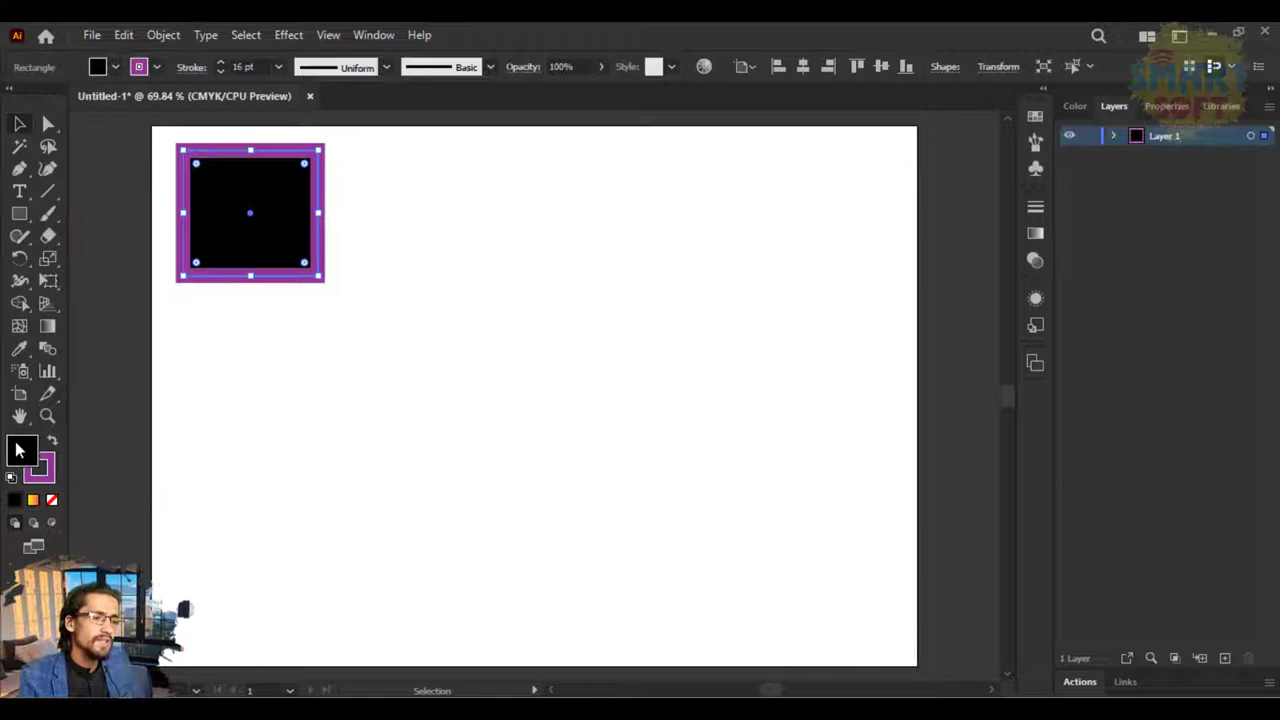 Ai File Edit Object Type Select Effect View Window Help
Rectangle Stroke: 16 pt Uniform Basic Opacity: 100% Style: Shape: Transform
Untitled-1* @ 69.84 % (CMYK/CPU Preview)
Color Layers Properties Libraries
SMART
SOFT
Layer 1
1 Layer
Actions Links
1 Selection